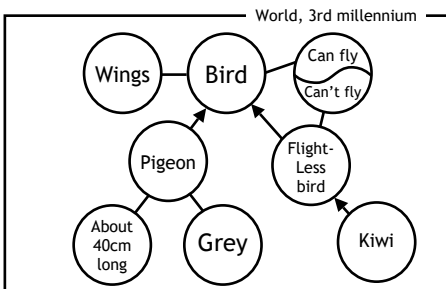 World, 3rd millennium
Wings
Bird
Can fly
Can't fly
Pigeon
Flight-
Less
bird
About
40cm
long
Grey
Kiwi